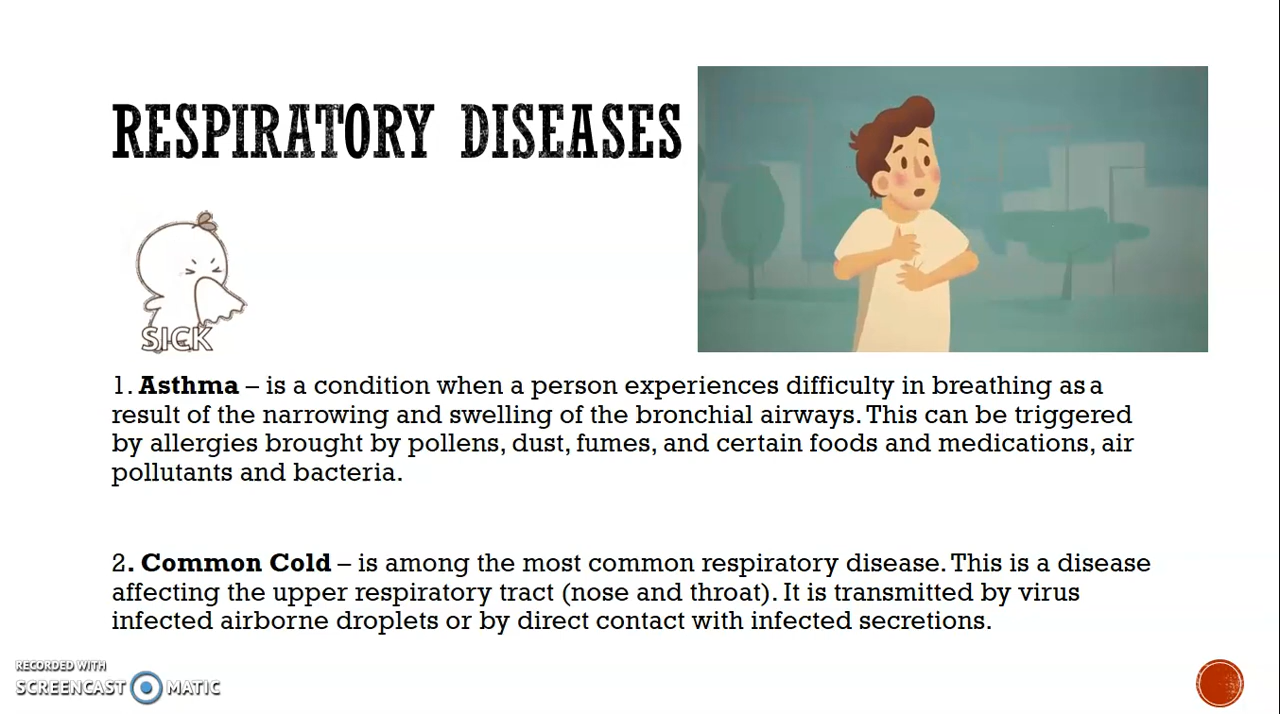 RESPIRATORY DISEASES
SICK
1. Asthma – is a condition when a person experiences difficulty in breathing as a
result of the narrowing and swelling of the bronchial airways. This can be triggered
by allergies brought by pollens, dust, fumes, and certain foods and medications, air
pollutants and bacteria.
2. Common Cold – is among the most common respiratory disease. This is a disease
affecting the upper respiratory tract (nose and throat). It is transmitted by virus
infected airborne droplets or by direct contact with infected secretions.
RECORDED WITH
SCREENCAST MATIC